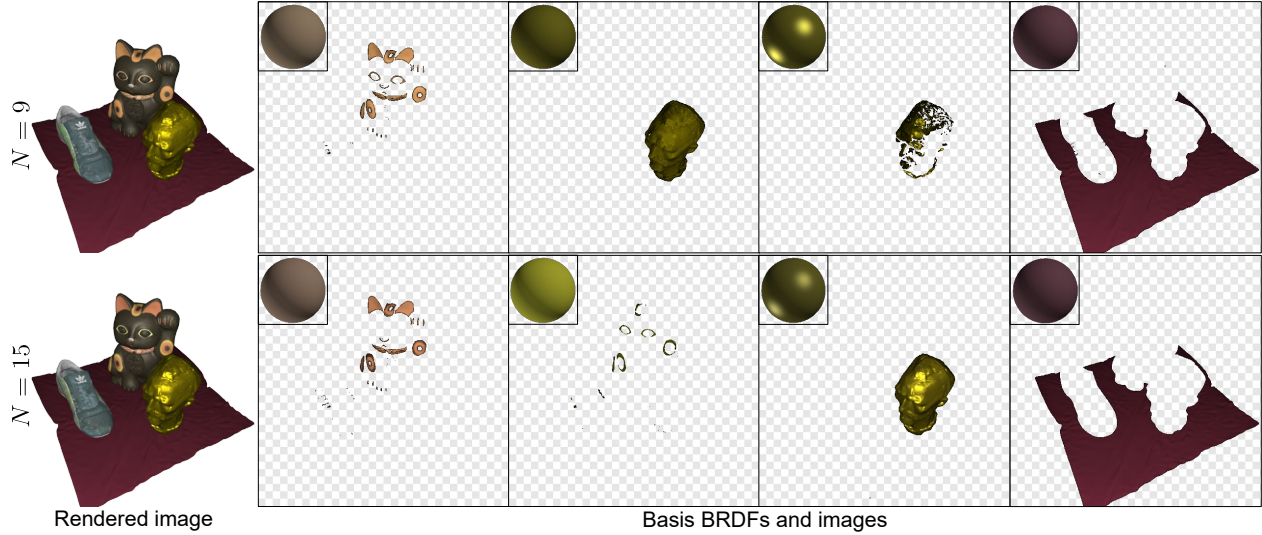 N = 9
N = 15
Rendered image
Basis BRDFs and images